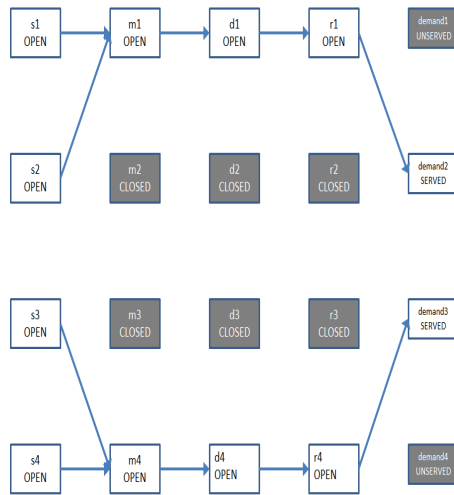 s1
OPEN
m1
OPEN
d1
OPEN
r1
OPEN
demand1
UNSERVED
s2
OPEN
m2
CLOSED
d2
CLOSED
r2
CLOSED
demand2
SERVED
s3
OPEN
m3
CLOSED
d3
CLOSED
r3
CLOSED
demand3
SERVED
s4
OPEN
m4
OPEN
d4
OPEN
r4
OPEN
demand4
UNSERVED